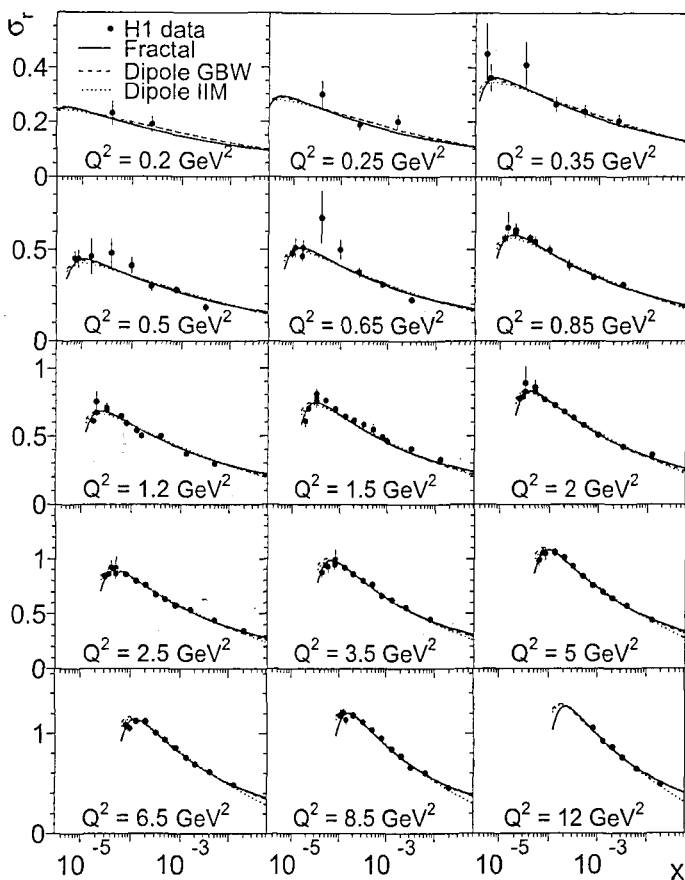 σr
H1 data
Fractal
Dipole GBW
Dipole IIM
0.4
0.2
0
Q² = 0.2 GeV²
Q² = 0.25 GeV²
Q² = 0.35 GeV²
0.5
0
Q² = 0.5 GeV²
Q² = 0.65 GeV²
Q² = 0.85 GeV²
1
0.5
0
Q² = 1.2 GeV²
Q² = 1.5 GeV²
Q² = 2 GeV²
1
0.5
0
Q² = 2.5 GeV²
Q² = 3.5 GeV²
Q² = 5 GeV²
1
0
Q² = 6.5 GeV²
Q² = 8.5 GeV²
Q² = 12 GeV²
10⁻⁵ 10⁻³ 10⁻⁵ 10⁻³ 10⁻⁵ 10⁻³ x